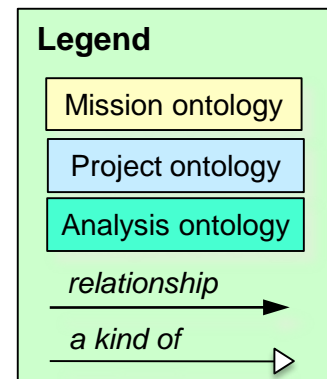 Legend
Mission ontology
Project ontology
Analysis ontology
relationship
a kind of